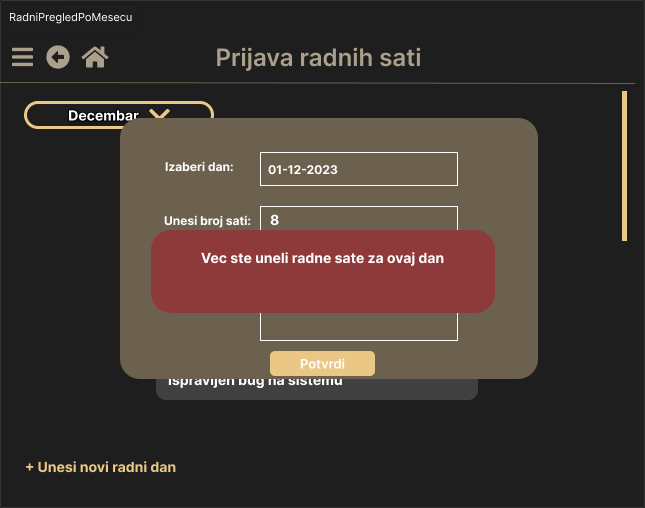 RadniPregledPoMesecu
Prijava radnih sati
Decembar
Izaberi dan:
01-12-2023
Unesi broj sati:
8
Vec ste uneli radne sate za ovaj dan
Potvrdi
Ispravljen bug na sistemu
+ Unesi novi radni dan